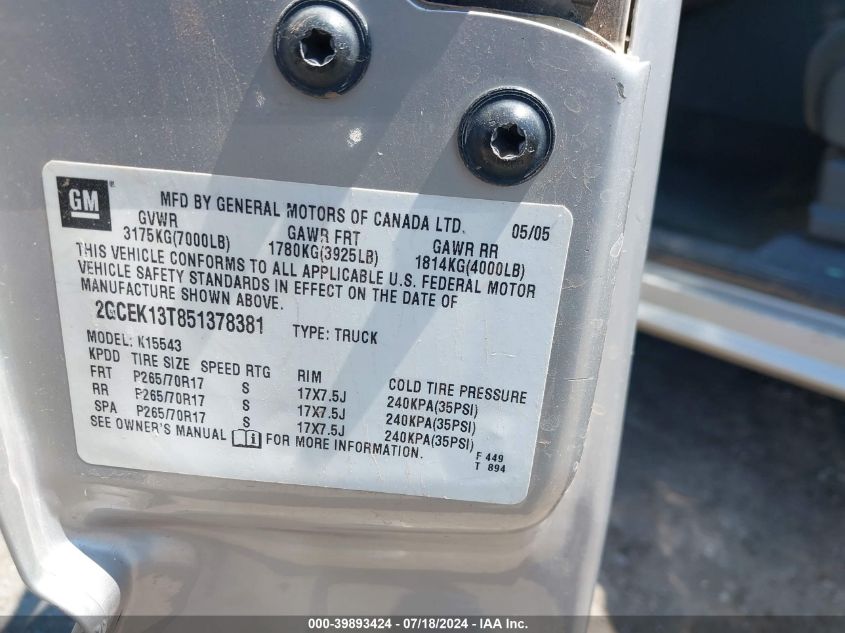 GM ®
MFD BY GENERAL MOTORS OF CANADA LTD. 05/05
GVWR GAWR FRT GAWR RR
3175KG(7000LB) 1780KG(3925LB) 1814KG(4000LB)
THIS VEHICLE CONFORMS TO ALL APPLICABLE U.S. FEDERAL MOTOR
VEHICLE SAFETY STANDARDS IN EFFECT ON THE DATE OF
MANUFACTURE SHOWN ABOVE.
2GCEK13T851378381 TYPE: TRUCK
MODEL: K15543
KPDD TIRE SIZE SPEED RTG RIM COLD TIRE PRESSURE
FRT P265/70R17 S 17X7.5J 240KPA(35PSI)
RR P265/70R17 S 17X7.5J 240KPA(35PSI)
SPA P265/70R17 S 17X7.5J 240KPA(35PSI)
SEE OWNER'S MANUAL FOR MORE INFORMATION.
F 449
T 894
000-39893424 - 07/18/2024 - IAA Inc.